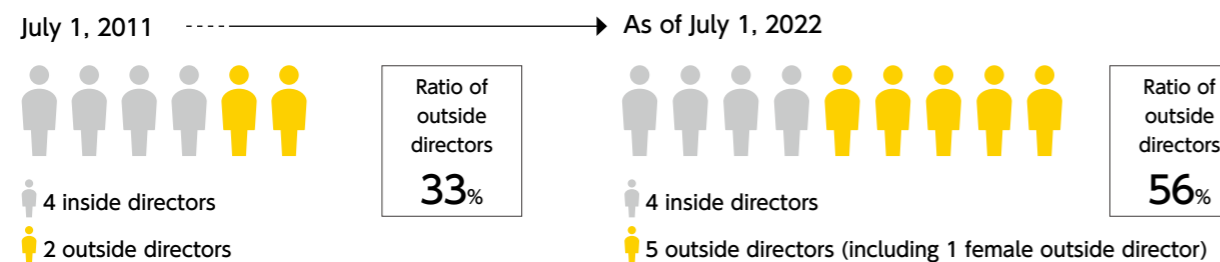 July 1, 2011
Ratio of
outside
directors
33%
4 inside directors
2 outside directors
As of July 1, 2022
Ratio of
outside
directors
56%
4 inside directors
5 outside directors (including 1 female outside director)